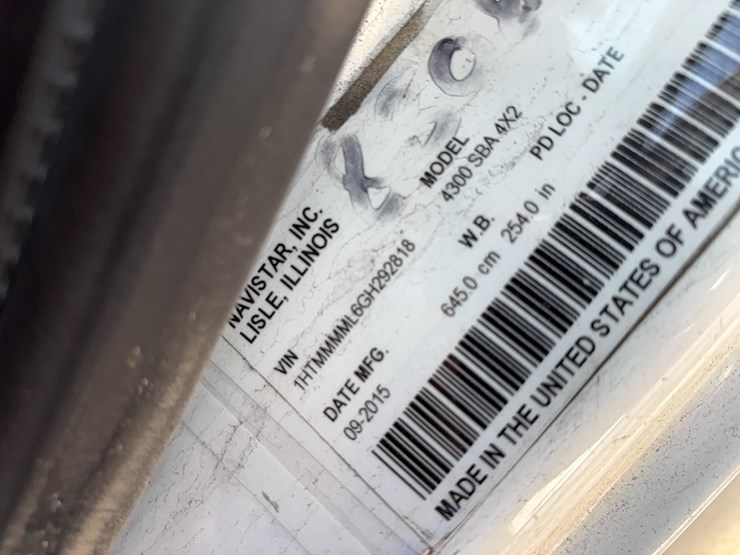 NAVISTAR, INC.
LISLE, ILLINOIS
VIN
1HTMMMML6GH292818
DATE MFG.
09-2015
MODEL
4300 SBA 4X2
W.B.
645.0 cm 254.0 in
PD LOC - DATE
MADE IN THE UNITED STATES OF AMERIC